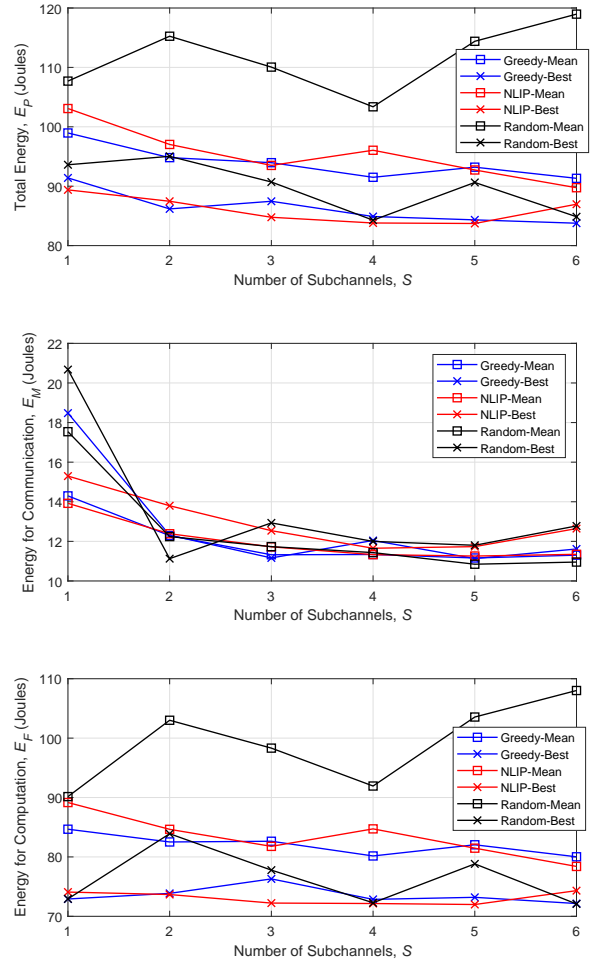 120
110
100
90
80
Total Energy, E_P (Joules)
Greedy-Mean
Greedy-Best
NLIP-Mean
NLIP-Best
Random-Mean
Random-Best
1 2 3 4 5 6
Number of Subchannels, S
22
20
18
16
14
12
10
Energy for Communication, E_M (Joules)
Greedy-Mean
Greedy-Best
NLIP-Mean
NLIP-Best
Random-Mean
Random-Best
1 2 3 4 5 6
Number of Subchannels, S
110
100
90
80
70
Energy for Computation, E_F (Joules)
Greedy-Mean
Greedy-Best
NLIP-Mean
NLIP-Best
Random-Mean
Random-Best
1 2 3 4 5 6
Number of Subchannels, S